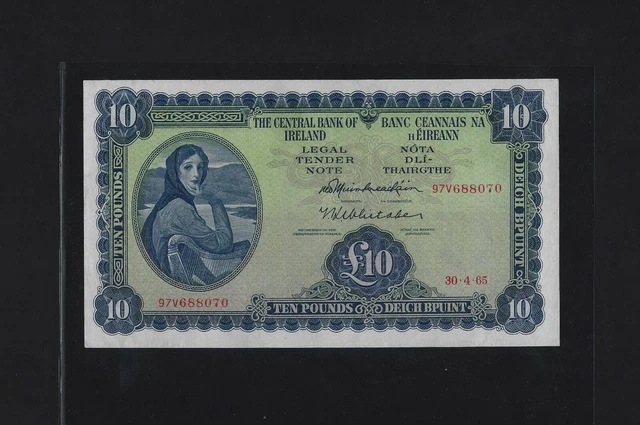 10
10
THE CENTRAL BANK OF IRELAND
BANC CEANNAIS NA hÉIREANN
LEGAL TENDER NOTE
NÓTA DLÍ-THAIRGTHE
97V688070
TEN POUNDS
DEICH BPUINT
£10
30·4·65
97V688070
10
TEN POUNDS
DEICH BPUINT
10